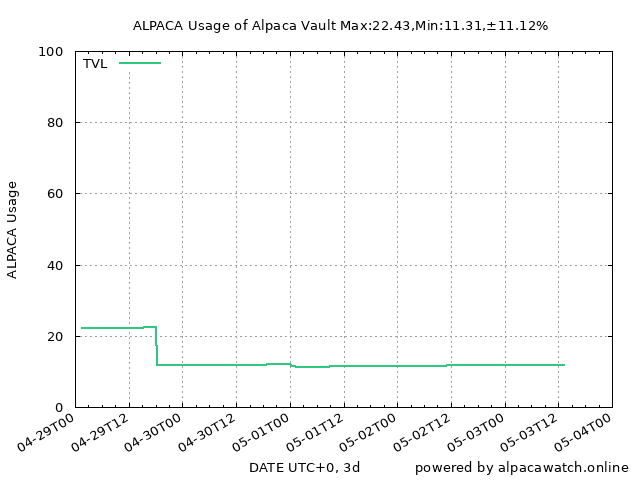 ALPACA Usage of Alpaca Vault Max:22.43,Min:11.31,±11.12%
TVL
ALPACA Usage
100
80
60
40
20
0
04-29T00
04-29T12
04-30T00
04-30T12
05-01T00
05-01T12
05-02T00
05-02T12
05-03T00
05-03T12
05-04T00
DATE UTC+0, 3d
powered by alpacawatch.online